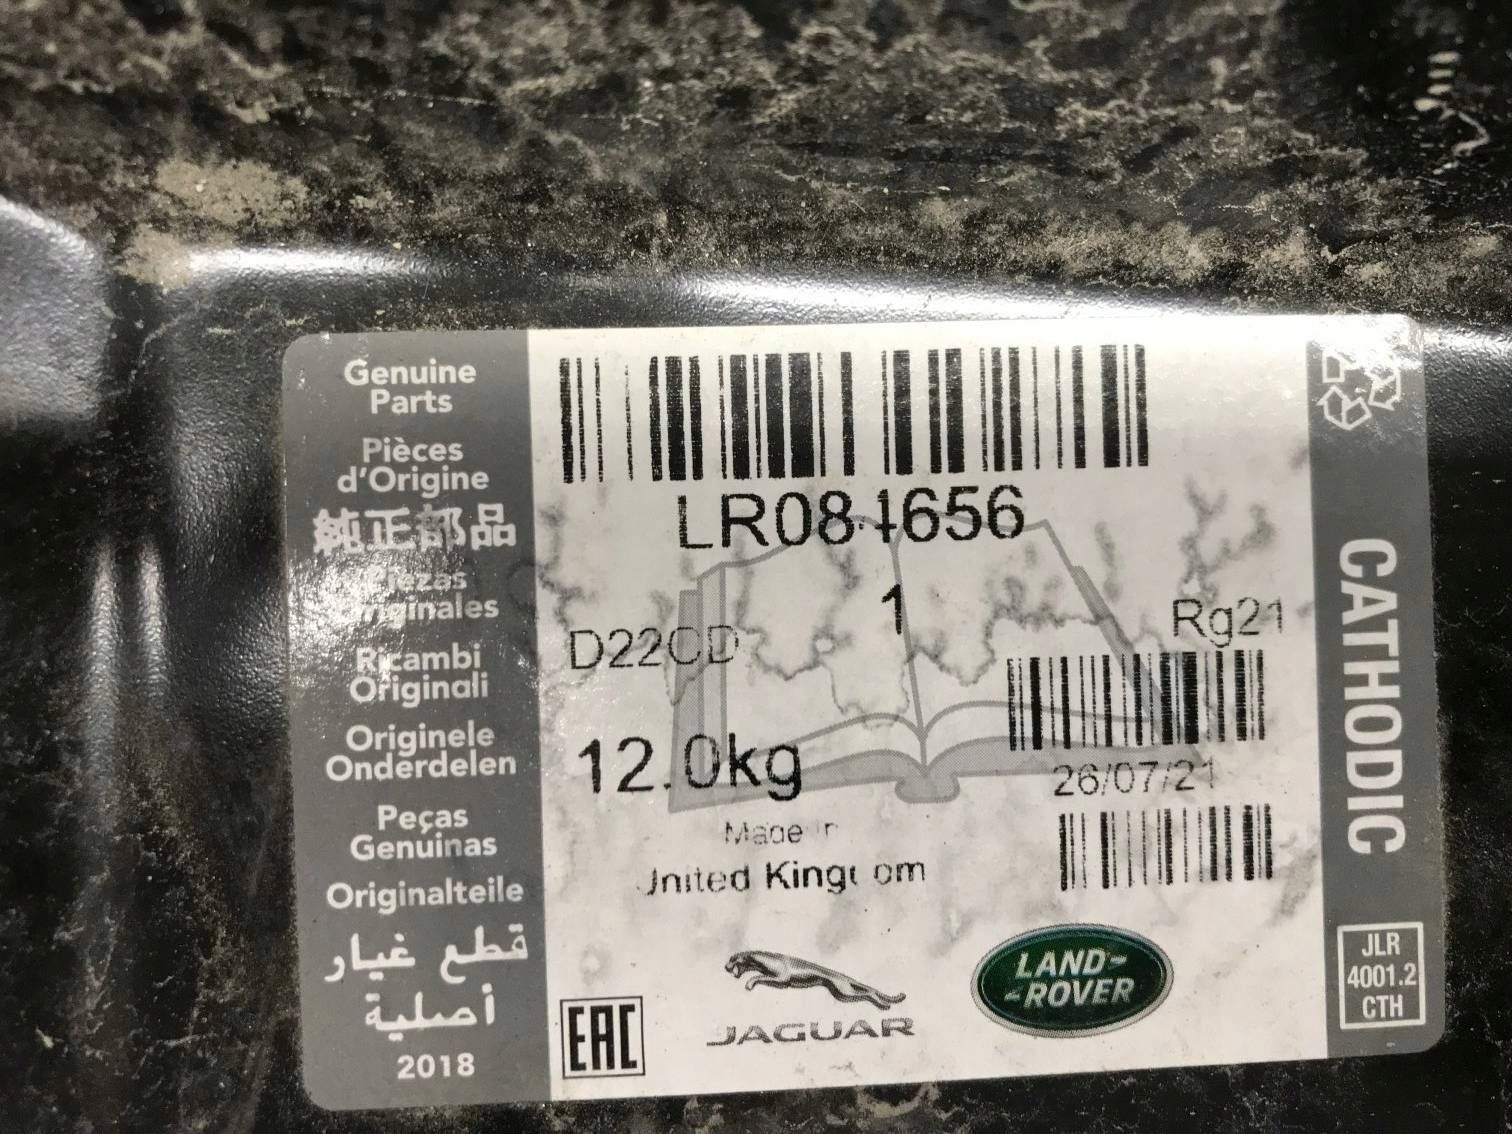 Genuine
Parts
Pièces
d'Origine
純正部品
Piezas
Originales
Ricambi
Originali
Originele
Onderdelen
Peças
Genuinas
Originalteile
قطع غيار
أصلية
2018
LR084656
1
D22CD
Rg21
12.0kg
26/07/21
Made in
United Kingdom
EAC
JAGUAR
LAND-
-ROVER
CATHODIC
JLR
4001.2
CTH